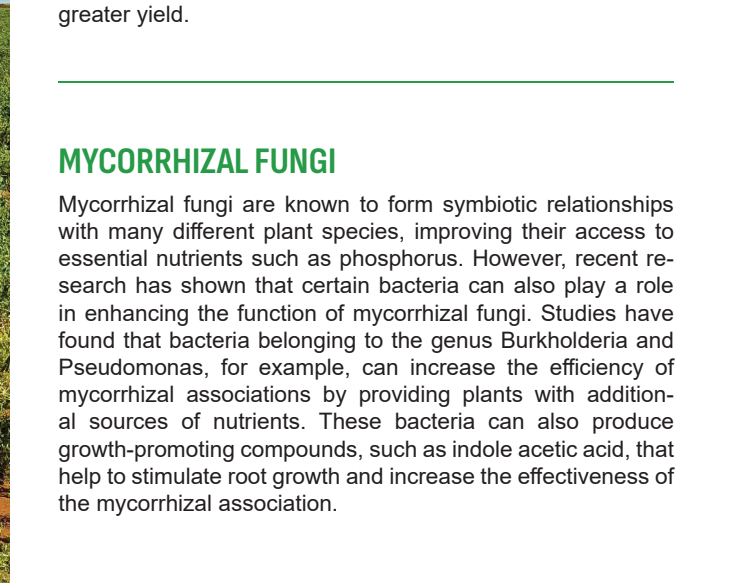 greater yield.
MYCORRHIZAL FUNGI
Mycorrhizal fungi are known to form symbiotic relationships
with many different plant species, improving their access to
essential nutrients such as phosphorus. However, recent re-
search has shown that certain bacteria can also play a role
in enhancing the function of mycorrhizal fungi. Studies have
found that bacteria belonging to the genus Burkholderia and
Pseudomonas, for example, can increase the efficiency of
mycorrhizal associations by providing plants with addition-
al sources of nutrients. These bacteria can also produce
growth-promoting compounds, such as indole acetic acid, that
help to stimulate root growth and increase the effectiveness of
the mycorrhizal association.